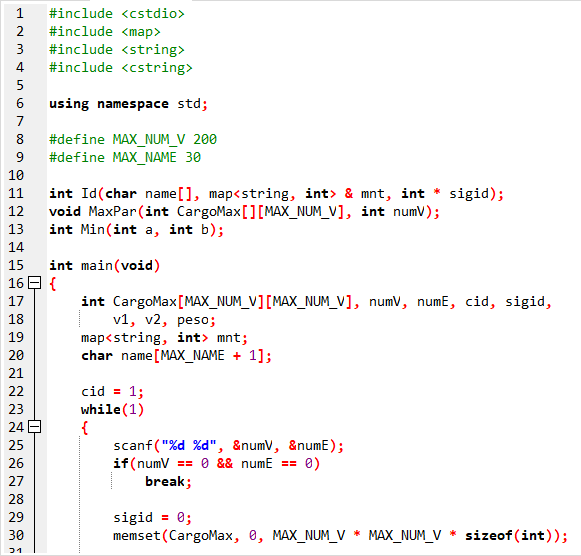 1 #include <cstdio>
2 #include <map>
3 #include <string>
4 #include <cstring>
5
6 using namespace std;
7
8 #define MAX_NUM_V 200
9 #define MAX_NAME 30
10
11 int Id(char name[], map<string, int> & mnt, int * sigid);
12 void MaxPar(int CargoMax[][MAX_NUM_V], int numV);
13 int Min(int a, int b);
14
15 int main(void)
16 {
17 int CargoMax[MAX_NUM_V][MAX_NUM_V], numV, numE, cid, sigid,
18 v1, v2, peso;
19 map<string, int> mnt;
20 char name[MAX_NAME + 1];
21
22 cid = 1;
23 while(1)
24 {
25 scanf("%d %d", &numV, &numE);
26 if(numV == 0 && numE == 0)
27 break;
28
29 sigid = 0;
30 memset(CargoMax, 0, MAX_NUM_V * MAX_NUM_V * sizeof(int));
31